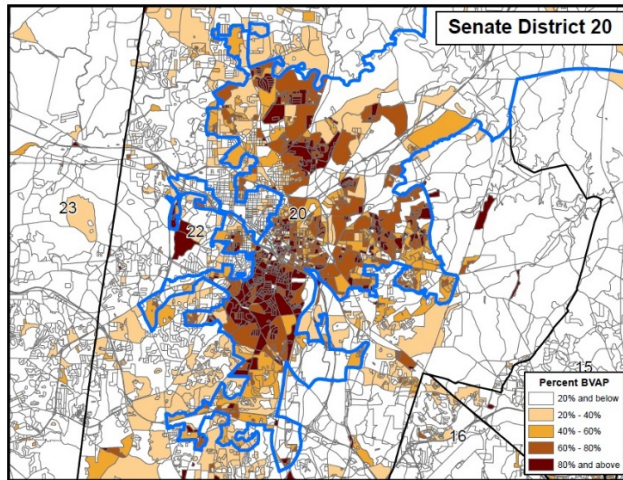 Senate District 20
23
22
20
15
16
Percent BVAP
20% and below
20% - 40%
40% - 60%
60% - 80%
80% and above